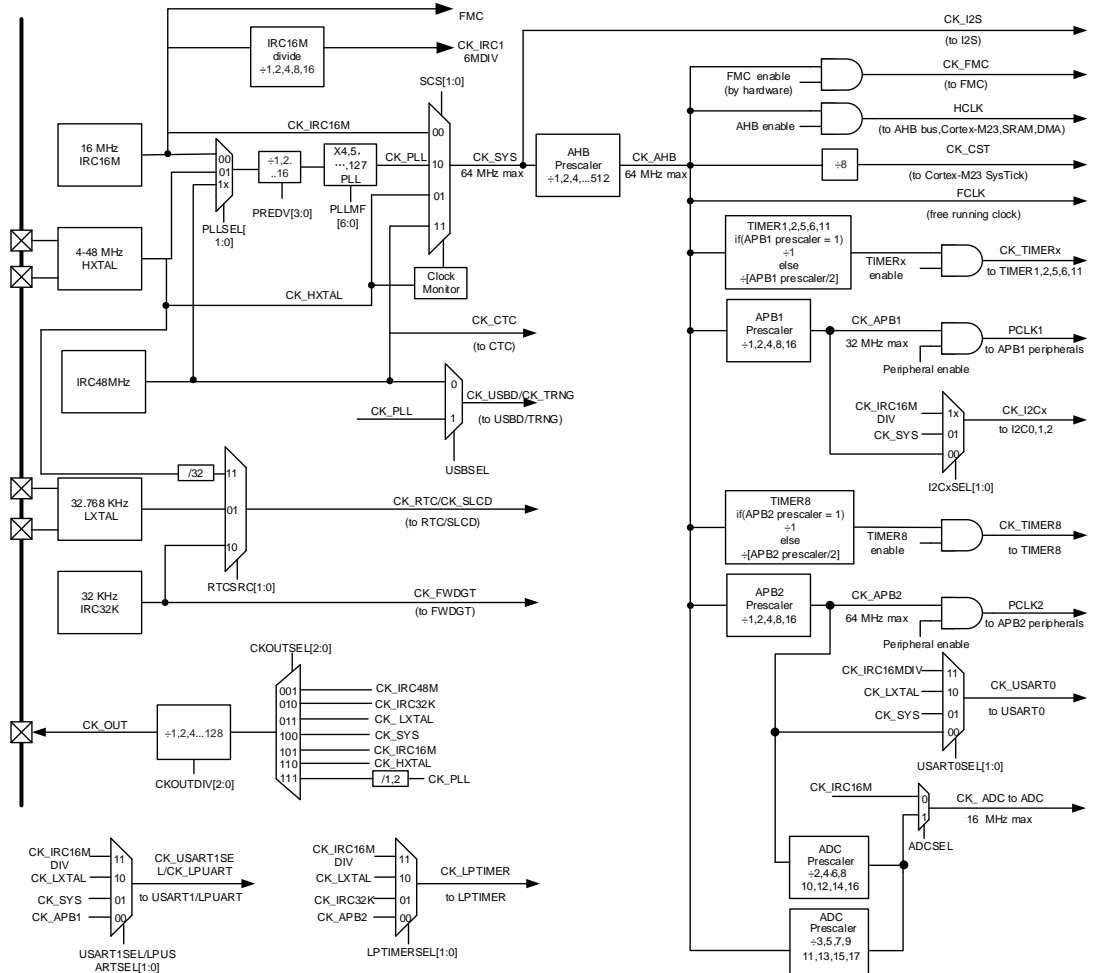 FMC
IRC16M
divide
÷1,2,4,8,16
CK_IRC1
6MDIV
16 MHz
IRC16M
CK_IRC16M
SCS[1:0]
00
10
01
11
00
01
1x
PLLSEL[
1:0]
÷1,2.
..16
PREDV[3:0]
X4,5,
…,127
PLL
PLLMF
[6:0]
CK_PLL
CK_SYS
64 MHz max
4-48 MHz
HXTAL
CK_HXTAL
Clock
Monitor
CK_CTC
(to CTC)
IRC48MHz
CK_PLL
0
1
USBSEL
CK_USBD/CK_TRNG
(to USBD/TRNG)
/32
11
01
10
RTCSRC[1:0]
32.768 KHz
LXTAL
CK_RTC/CK_SLCD
(to RTC/SLCD)
32 KHz
IRC32K
CK_FWDGT
(to FWDGT)
CKOUTSEL[2:0]
001
010
011
100
101
110
111
CK_IRC48M
CK_IRC32K
CK_ LXTAL
CK_SYS
CK_IRC16M
CK_HXTAL
/1,2
CK_PLL
CK_OUT
÷1,2,4...128
CKOUTDIV[2:0]
CK_IRC16M
DIV
CK_LXTAL
CK_SYS
CK_APB1
11
10
01
00
CK_USART1SE
L/CK_LPUART
to USART1/LPUART
USART1SEL/LPUS
ARTSEL[1:0]
CK_IRC16M
DIV
CK_LXTAL
CK_IRC32K
CK_APB2
11
10
01
00
CK_LPTIMER
to LPTIMER
LPTIMERSEL[1:0]
CK_I2S
(to I2S)
AHB
Prescaler
÷1,2,4,...512
CK_AHB
64 MHz max
FMC enable
(by hardware)
CK_FMC
(to FMC)
AHB enable
HCLK
(to AHB bus,Cortex-M23,SRAM,DMA)
÷8
CK_CST
(to Cortex-M23 SysTick)
FCLK
(free running clock)
TIMER1,2,5,6,11
if(APB1 prescaler = 1)
÷1
else
÷[APB1 prescaler/2]
TIMERx
enable
CK_TIMERx
to TIMER1,2,5,6,11
APB1
Prescaler
÷1,2,4,8,16
CK_APB1
32 MHz max
Peripheral enable
PCLK1
to APB1 peripherals
CK_IRC16M
DIV
CK_SYS
1x
01
00
I2CxSEL[1:0]
CK_I2Cx
to I2C0,1,2
TIMER8
if(APB2 prescaler = 1)
÷1
else
÷[APB2 prescaler/2]
TIMER8
enable
CK_TIMER8
to TIMER8
APB2
Prescaler
÷1,2,4,8,16
CK_APB2
64 MHz max
Peripheral enable
PCLK2
to APB2 peripherals
CK_IRC16MDIV
CK_LXTAL
CK_SYS
11
10
01
00
USART0SEL[1:0]
CK_USART0
to USART0
CK_IRC16M
0
1
ADCSEL
CK_ ADC to ADC
16 MHz max
ADC
Prescaler
÷2,4,6,8
10,12,14,16
ADC
Prescaler
÷3,5,7,9
11,13,15,17